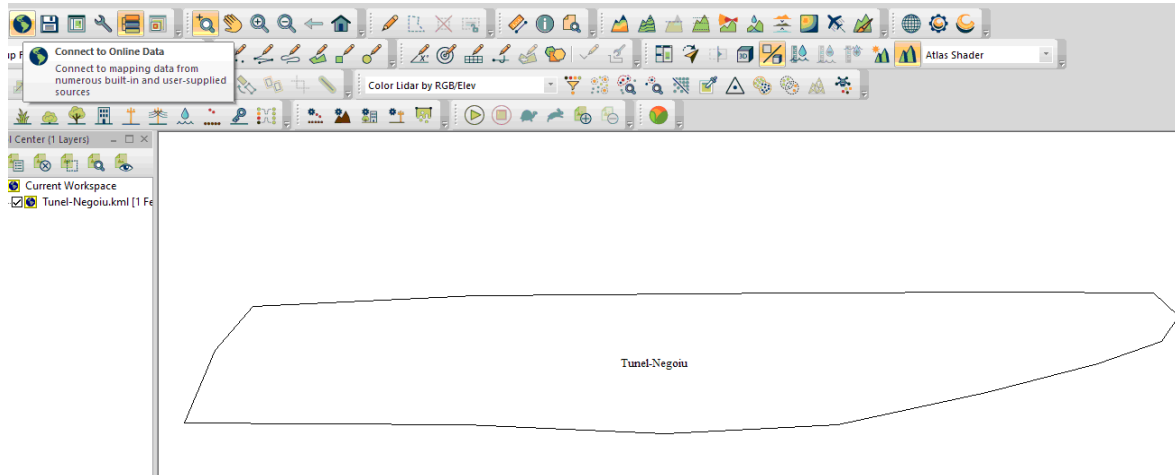 Connect to Online Data
Connect to mapping data from
numerous built-in and user-supplied
sources
Atlas Shader
Color Lidar by RGB/Elev
3D
l Center (1 Layers)
Current Workspace
Tunel-Negoiu.kml [1 Fe
Tunel-Negoiu